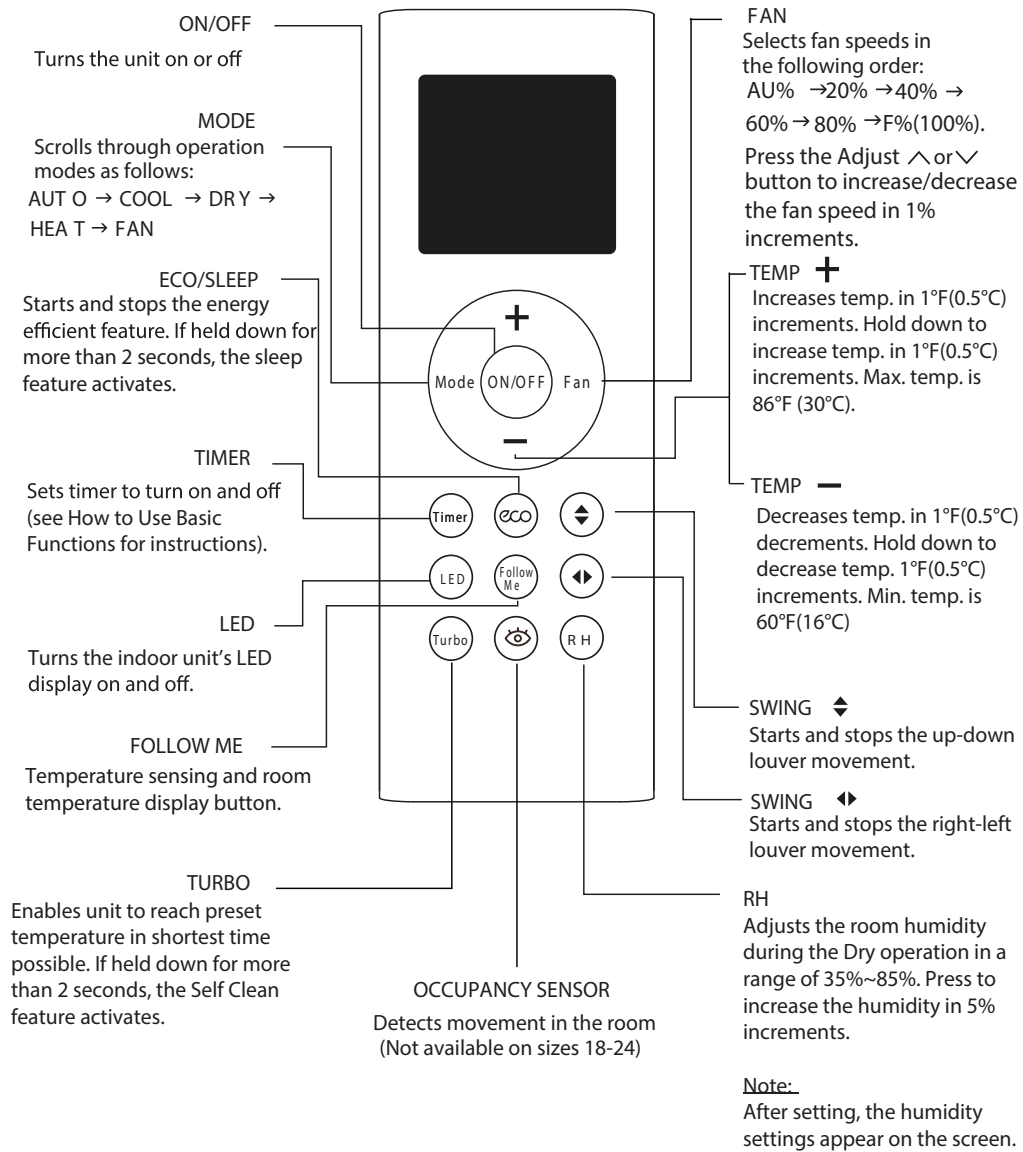 ON/OFF
Turns the unit on or off
MODE
Scrolls through operation
modes as follows:
AUT O → COOL → DR Y →
HEA T → FAN
ECO/SLEEP
Starts and stops the energy
efficient feature. If held down for
more than 2 seconds, the sleep
feature activates.
TIMER
Sets timer to turn on and off
(see How to Use Basic
Functions for instructions).
LED
Turns the indoor unit's LED
display on and off.
FOLLOW ME
Temperature sensing and room
temperature display button.
TURBO
Enables unit to reach preset
temperature in shortest time
possible. If held down for more
than 2 seconds, the Self Clean
feature activates.
+
Mode ON/OFF Fan
−
Timer eco
LED Follow
Me
Turbo RH
OCCUPANCY SENSOR
Detects movement in the room
(Not available on sizes 18-24)
FAN
Selects fan speeds in
the following order:
AU% →20% →40% →
60% → 80% →F%(100%).
Press the Adjust ︿ or ﹀
button to increase/decrease
the fan speed in 1%
increments.
TEMP +
Increases temp. in 1°F(0.5°C)
increments. Hold down to
increase temp. in 1°F(0.5°C)
increments. Max. temp. is
86°F (30°C).
TEMP −
Decreases temp. in 1°F(0.5°C)
decrements. Hold down to
decrease temp. 1°F(0.5°C)
increments. Min. temp. is
60°F(16°C)
SWING
Starts and stops the up-down
louver movement.
SWING
Starts and stops the right-left
louver movement.
RH
Adjusts the room humidity
during the Dry operation in a
range of 35%~85%. Press to
increase the humidity in 5%
increments.
Note:
After setting, the humidity
settings appear on the screen.